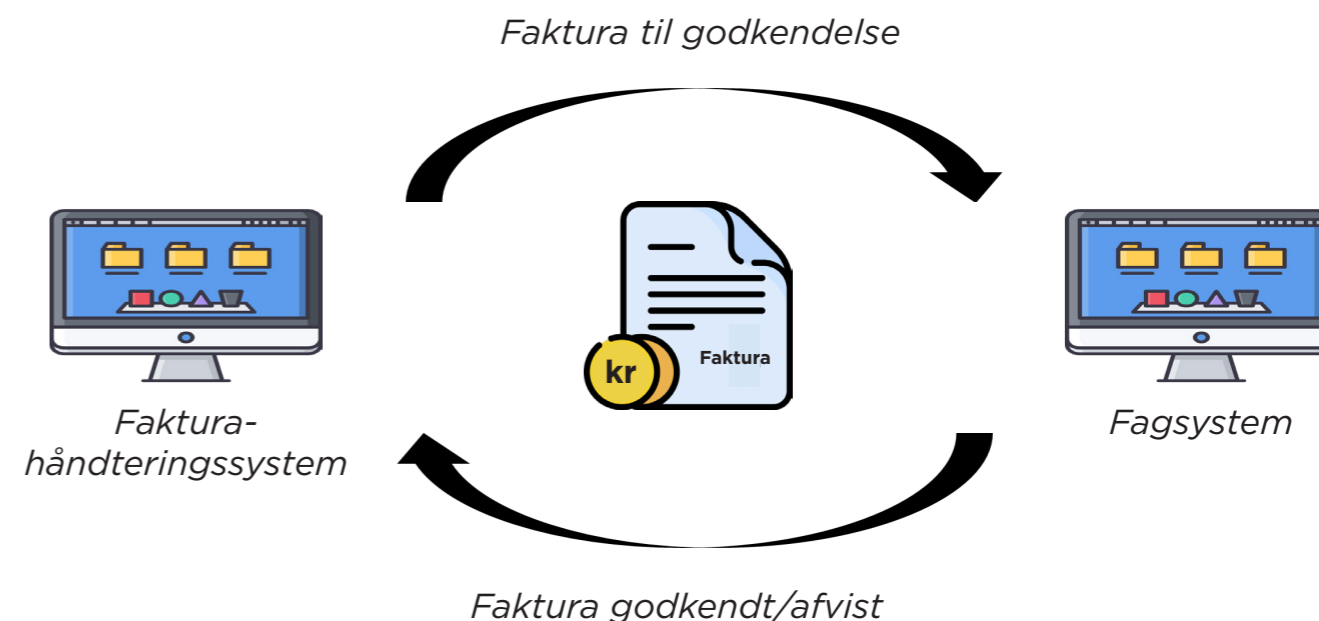 Faktura til godkendelse
Faktura
kr
Faktura-
håndteringssystem
Fagsystem
Faktura godkendt/afvist